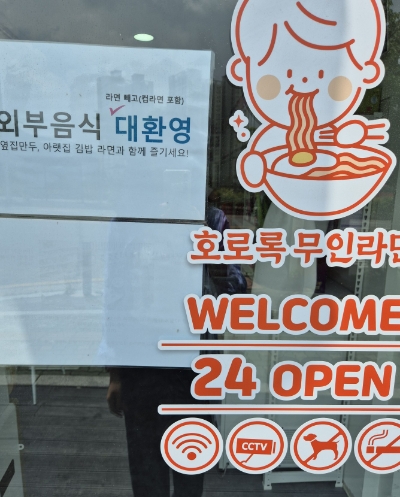 라면 빼고(컵라면 포함)
외부음식 대환영
옆집만두, 아랫집 김밥 라면과 함께 즐기세요!
호로록 무인라면
WELCOME
24 OPEN
CCTV